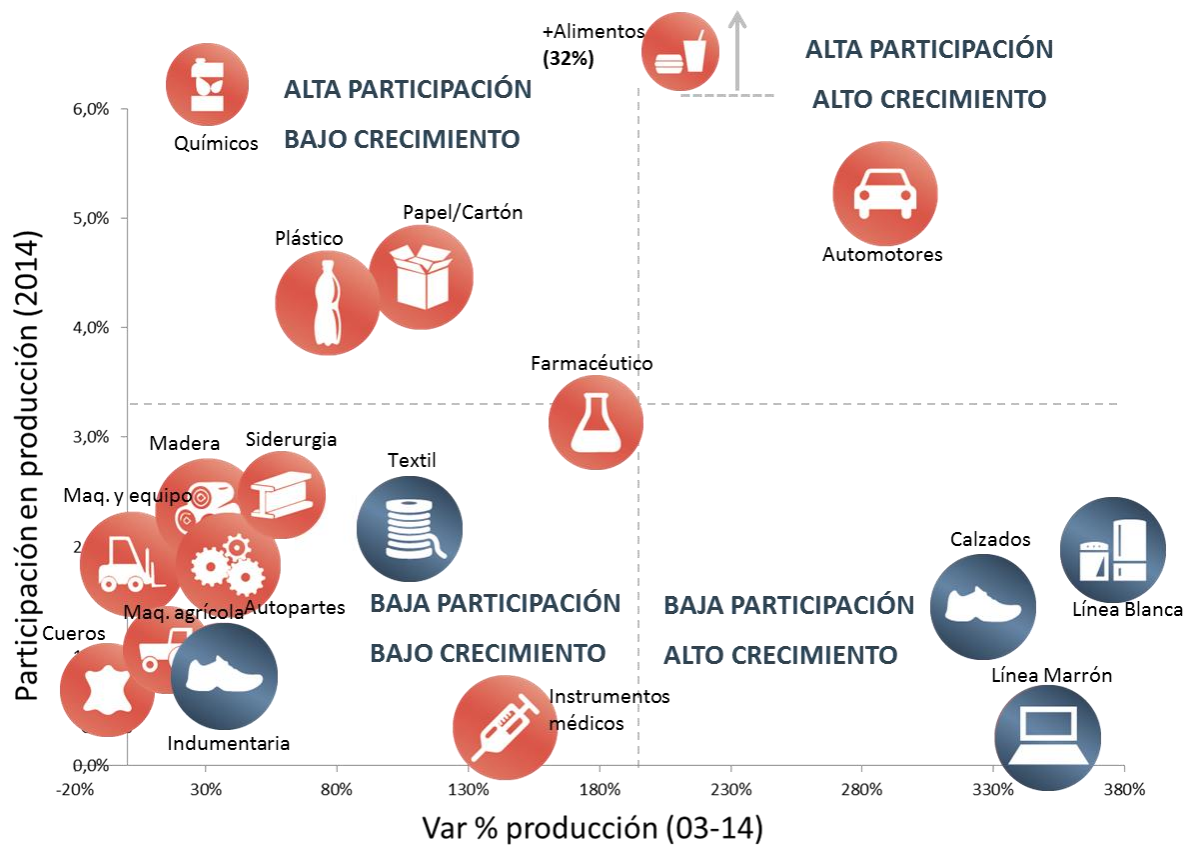 +Alimentos
(32%)
ALTA PARTICIPACIÓN
ALTO CRECIMIENTO
ALTA PARTICIPACIÓN
BAJO CRECIMIENTO
Químicos
6,0%
Papel/Cartón
Plástico
Automotores
5,0%
4,0%
Farmacéutico
3,0%
Madera
Siderurgia
Textil
Maq. y equipo
Calzados
Línea Blanca
Maq. agrícola
Autopartes
BAJA PARTICIPACIÓN
BAJO CRECIMIENTO
BAJA PARTICIPACIÓN
ALTO CRECIMIENTO
Cueros
Línea Marrón
Instrumentos
médicos
Indumentaria
0,0%
-20%
30%
80%
130%
180%
230%
280%
330%
380%
Participación en producción (2014)
Var % producción (03-14)